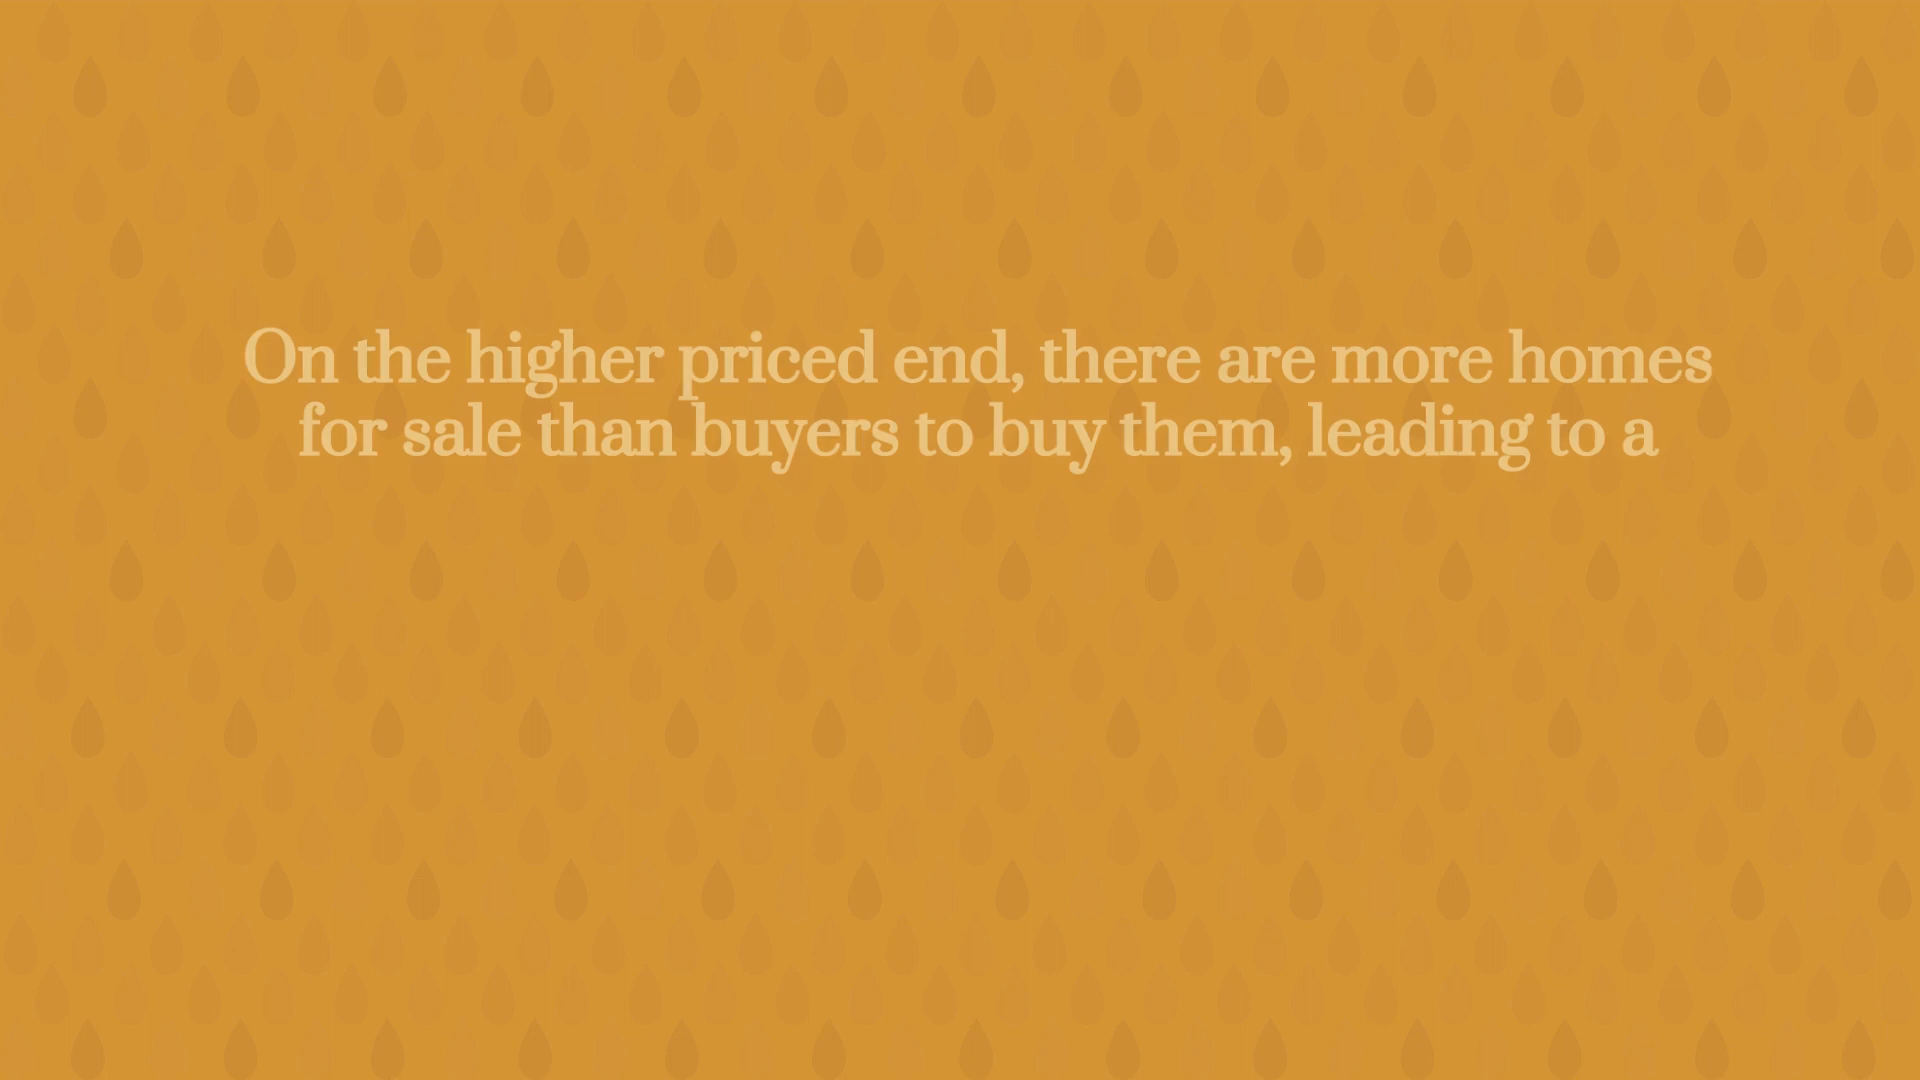 On the higher priced end, there are more homes
for sale than buyers to buy them, leading to a